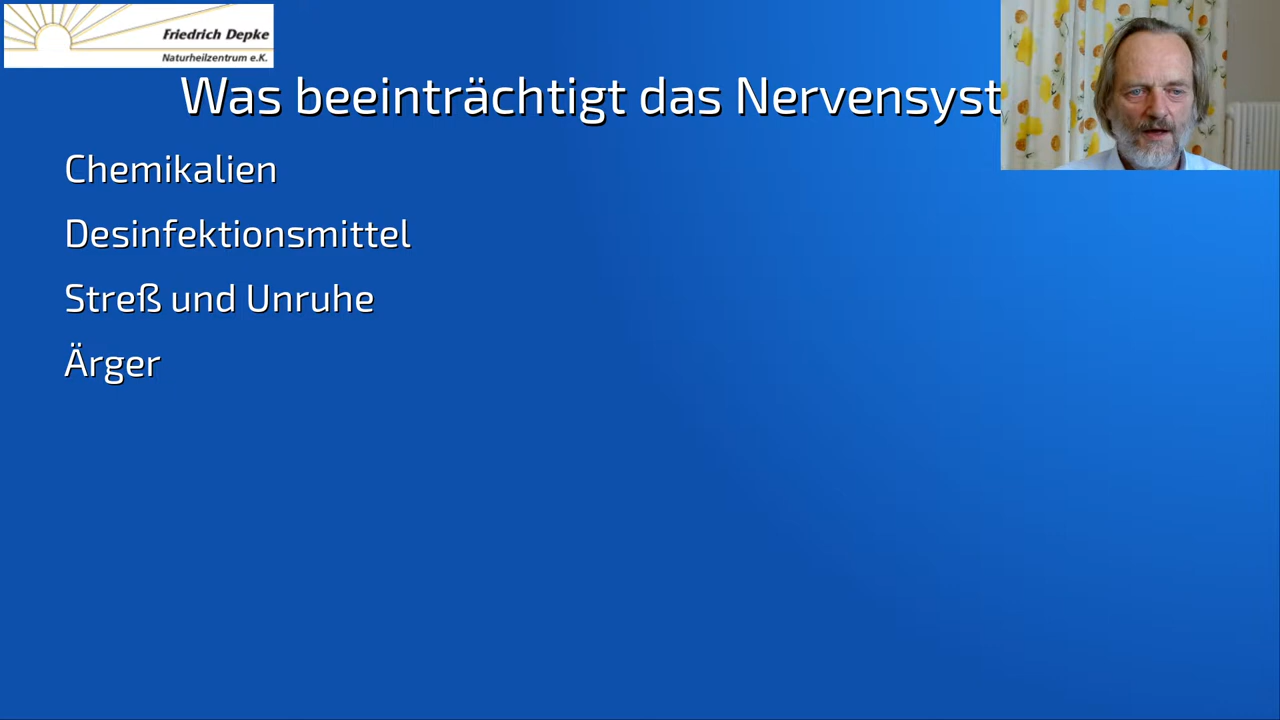 Friedrich Depke
Naturheilzentrum e.K.
Was beeinträchtigt das Nervensyst
Chemikalien
Desinfektionsmittel
Streß und Unruhe
Ärger